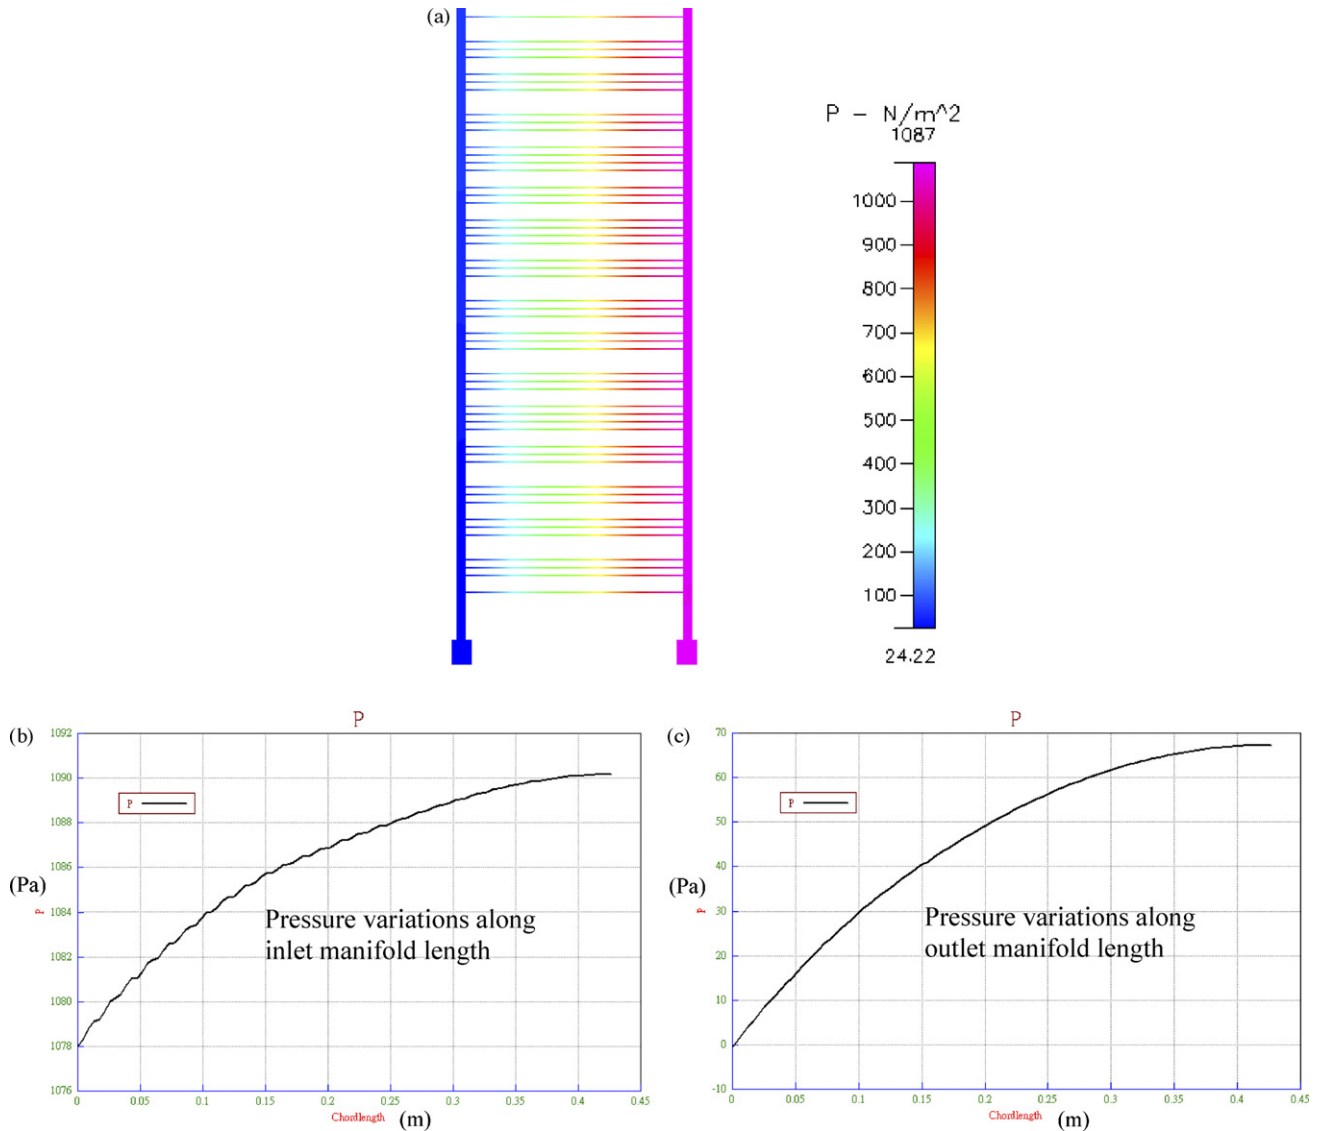 (a)
P - N/m^2
1087
1000
900
800
700
600
500
400
300
200
100
24.22
(b)
P
1092
1090
1088
1086
1084
1082
1080
1078
1076
P
(Pa)
P
Pressure variations along
inlet manifold length
0
0.05
0.1
0.15
0.2
0.25
0.3
0.35
0.4
0.45
Chordlength (m)
(c)
P
70
60
50
40
30
20
10
0
-10
P
(Pa)
P
Pressure variations along
outlet manifold length
0
0.05
0.1
0.15
0.2
0.25
0.3
0.35
0.4
0.45
Chordlength (m)